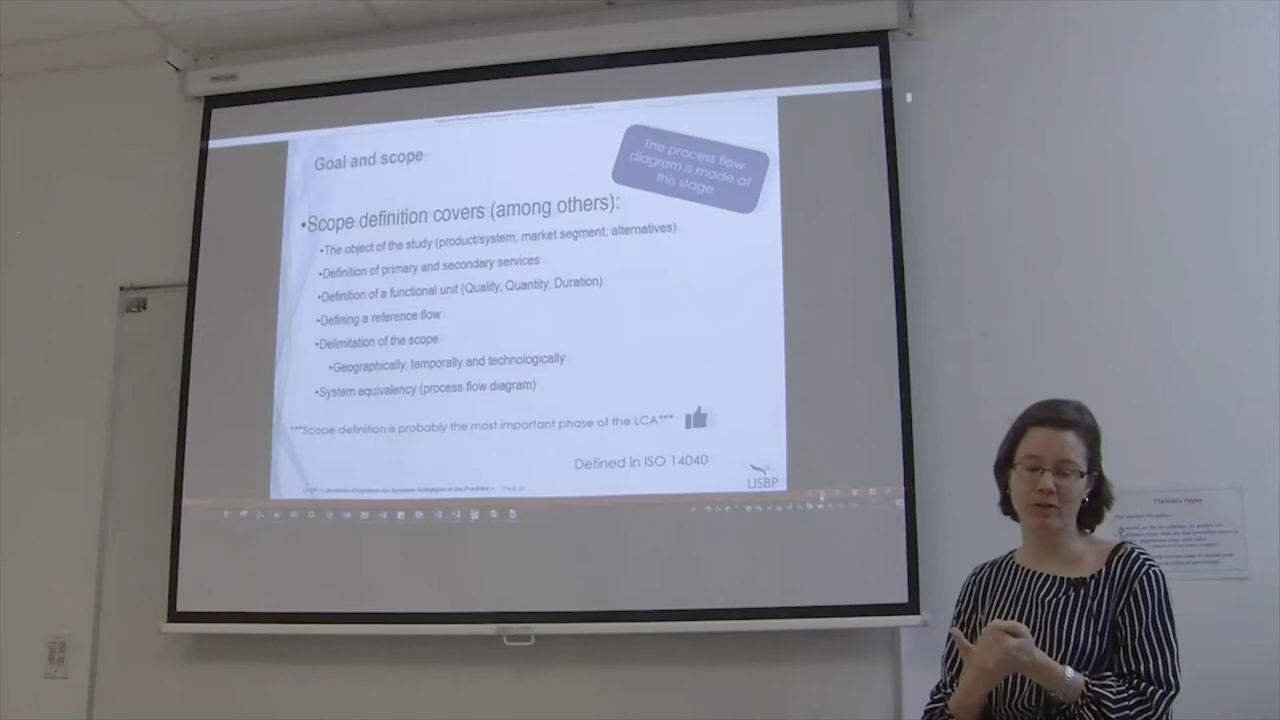 Goal and scope
The process flow
diagram is made at
this stage
•Scope definition covers (among others):
•The object of the study (product/system, market segment, alternatives)
•Definition of primary and secondary services
•Definition of a functional unit (Quality, Quantity, Duration)
•Defining a reference flow
•Delimitation of the scope
•Geographically, temporally and technologically
•System equivalency (process flow diagram)
***Scope definition is probably the most important phase of the LCA***
Defined in ISO 14040
LISBP